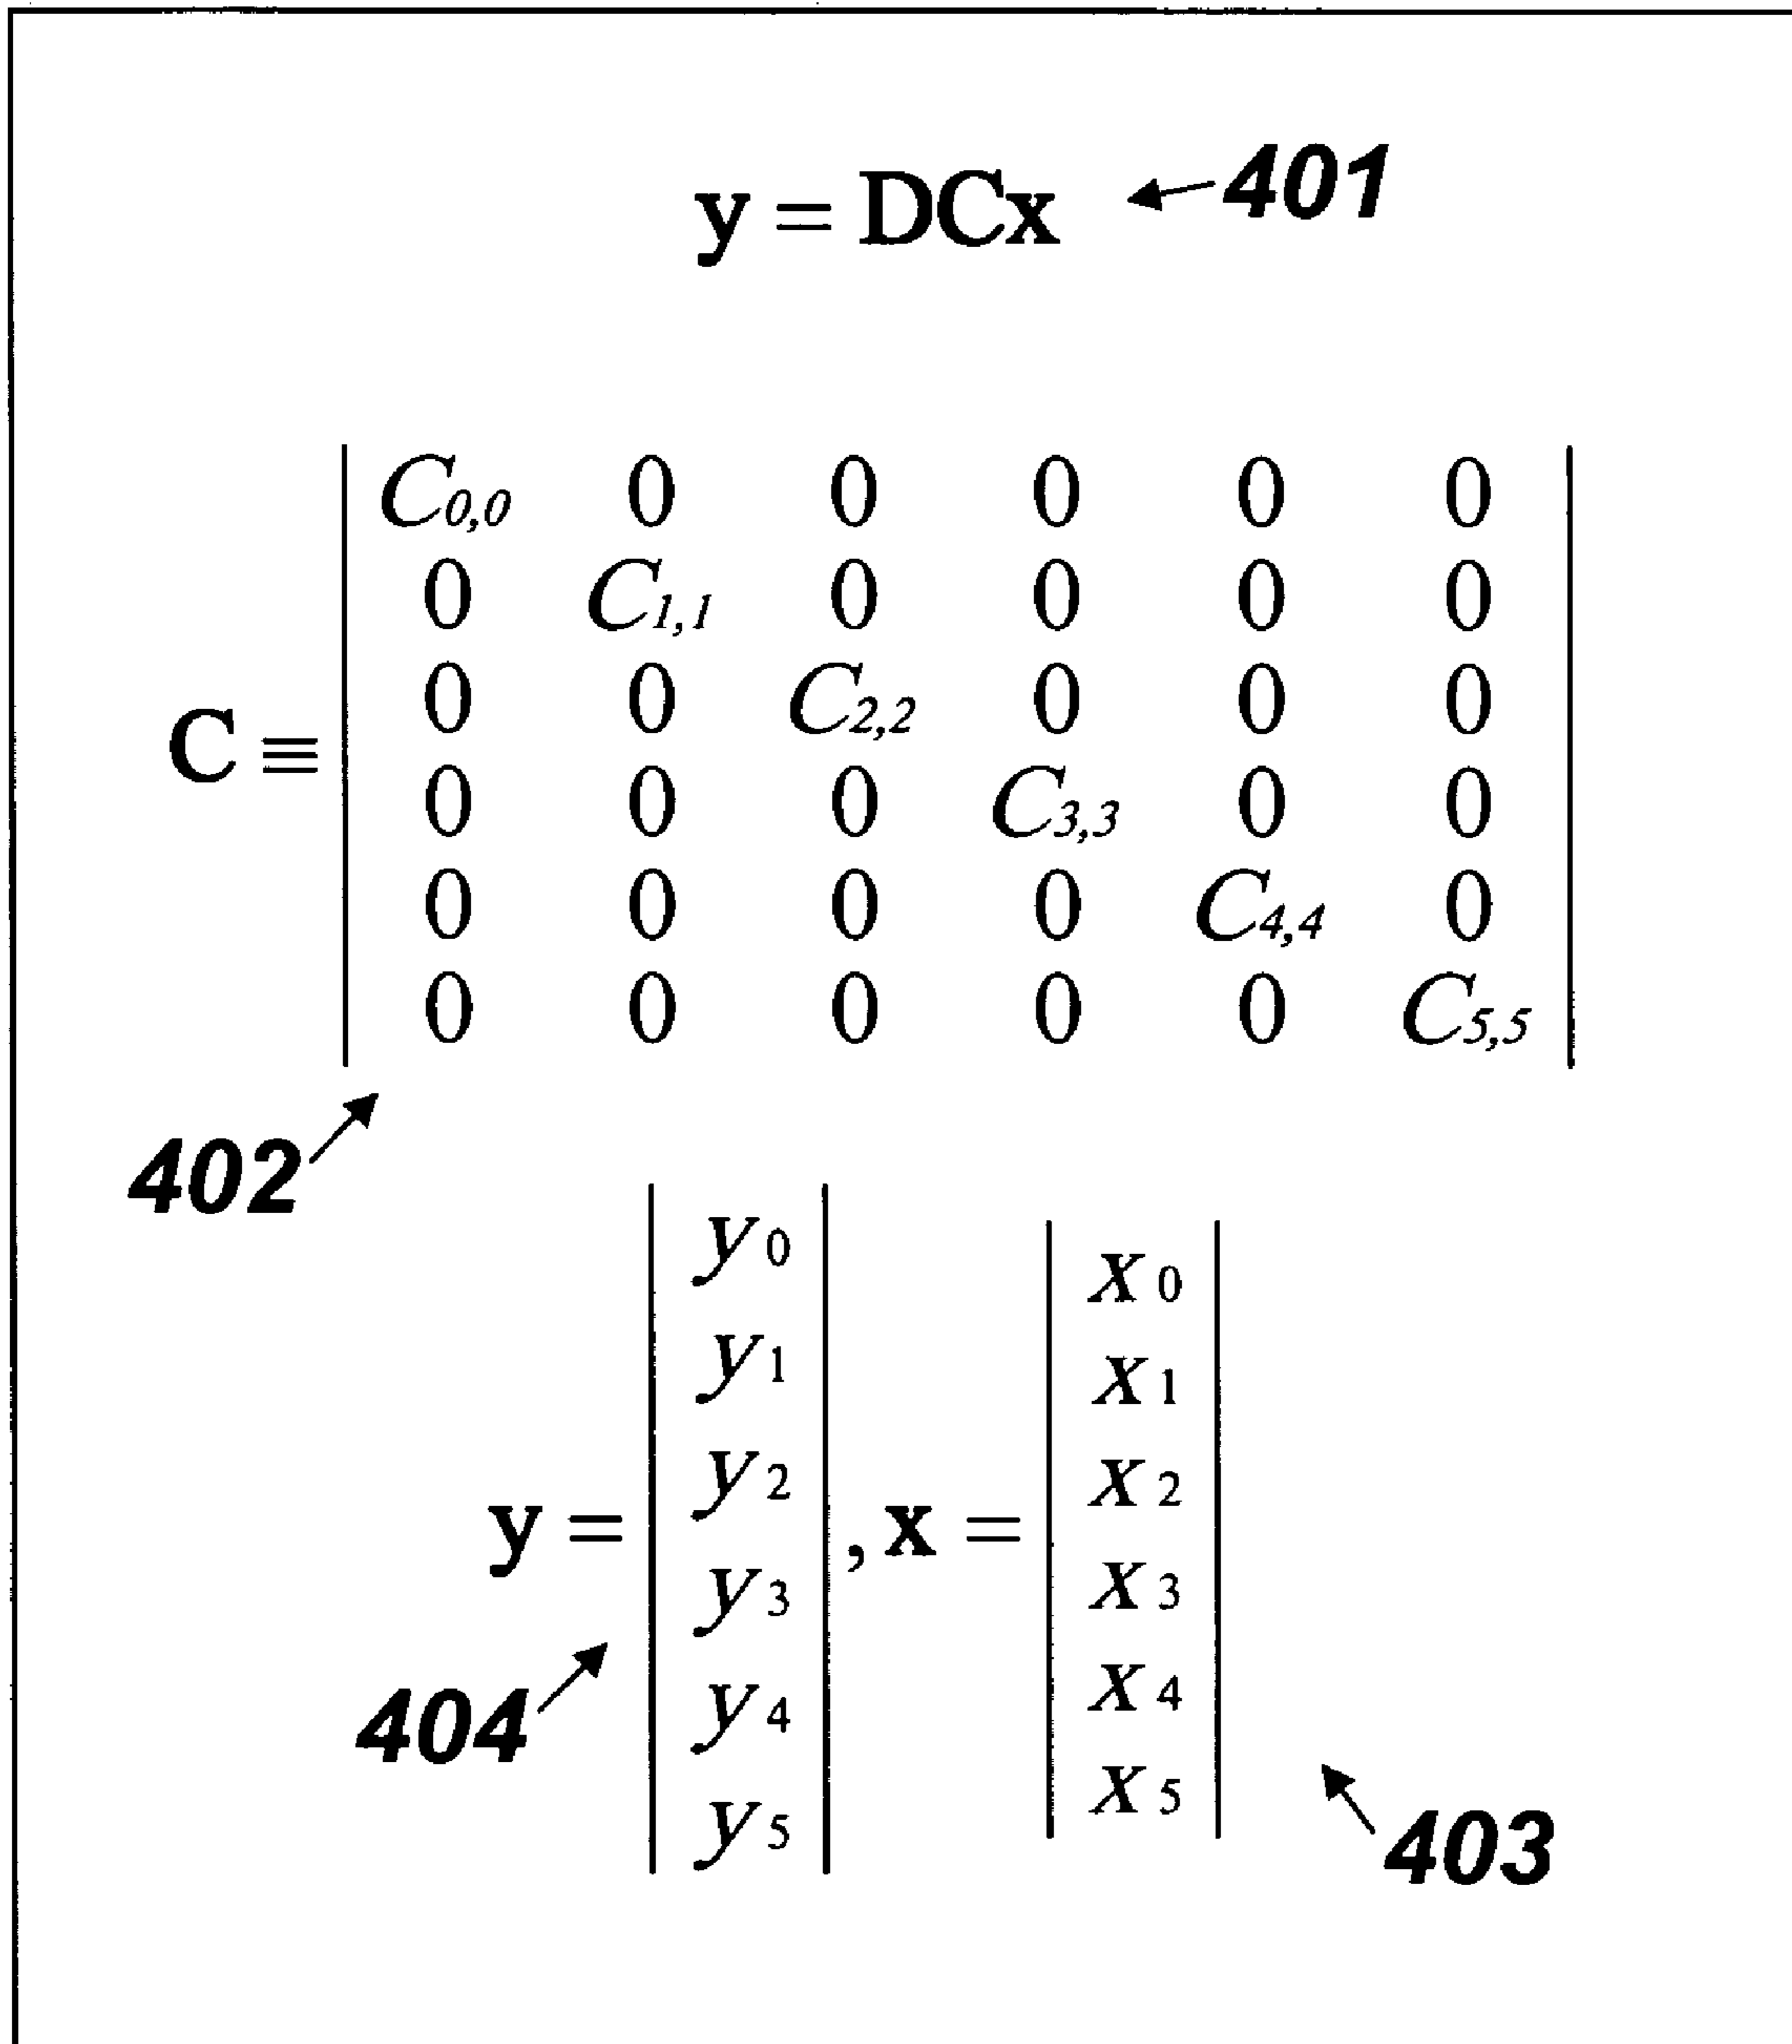 y = DCx 401
C0,0 0 0 0 0 0
0 C1,1 0 0 0 0
0 0 C2,2 0 0 0
C ≡
0 0 0 C3,3 0 0
0 0 0 0 C4,4 0
0 0 0 0 0 C5,5
402
y0
y1
y2
y3
y4
y5
y =
404
, x =
x0
x1
x2
x3
x4
x5
403